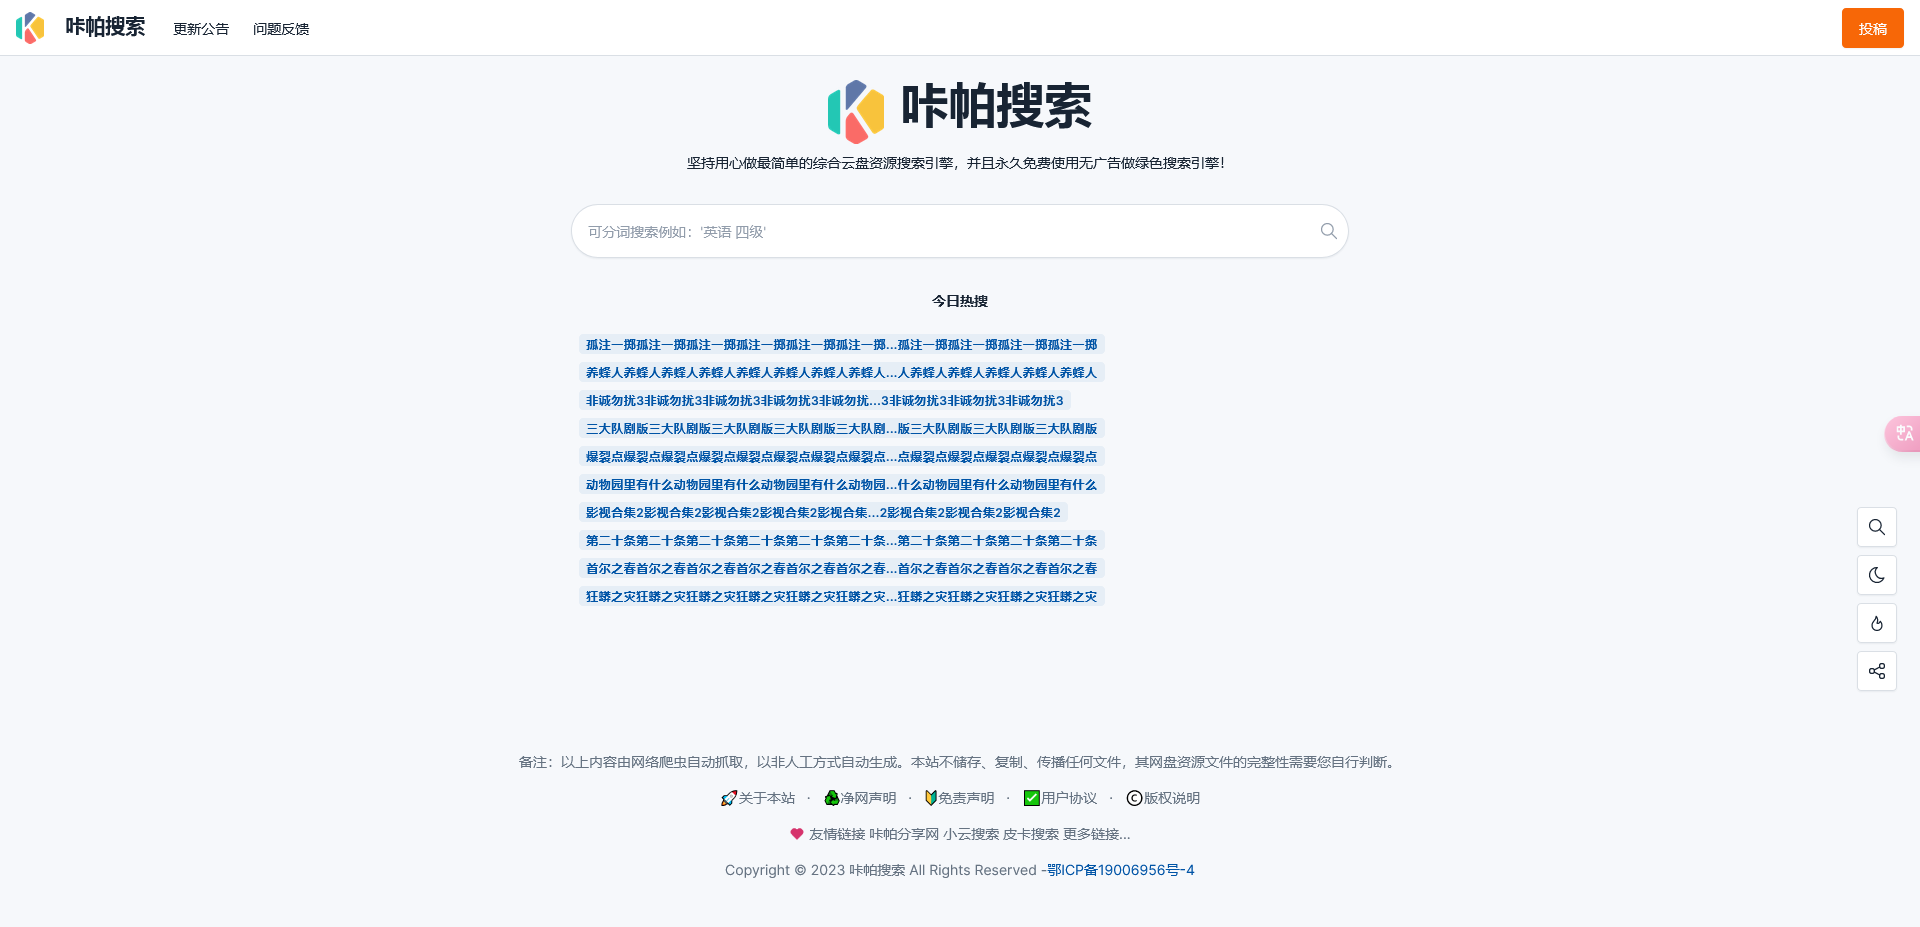 咔帕搜索 更新公告 问题反馈 投稿
咔帕搜索
坚持用心做最简单的综合云盘资源搜索引擎，并且永久免费使用无广告做绿色搜索引擎！
可分词搜索例如：'英语 四级'
今日热搜
孤注一掷孤注一掷孤注一掷孤注一掷孤注一掷孤注一掷...孤注一掷孤注一掷孤注一掷孤注一掷
养蜂人养蜂人养蜂人养蜂人养蜂人养蜂人养蜂人养蜂人...人养蜂人养蜂人养蜂人养蜂人养蜂人
非诚勿扰3非诚勿扰3非诚勿扰3非诚勿扰3非诚勿扰...3非诚勿扰3非诚勿扰3非诚勿扰3
三大队剧版三大队剧版三大队剧版三大队剧版三大队剧...版三大队剧版三大队剧版三大队剧版
爆裂点爆裂点爆裂点爆裂点爆裂点爆裂点爆裂点爆裂点...点爆裂点爆裂点爆裂点爆裂点爆裂点
动物园里有什么动物园里有什么动物园里有什么动物园...什么动物园里有什么动物园里有什么
影视合集2影视合集2影视合集2影视合集2影视合集...2影视合集2影视合集2影视合集2
第二十条第二十条第二十条第二十条第二十条第二十条...第二十条第二十条第二十条第二十条
首尔之春首尔之春首尔之春首尔之春首尔之春首尔之春...首尔之春首尔之春首尔之春首尔之春
狂蟒之灾狂蟒之灾狂蟒之灾狂蟒之灾狂蟒之灾狂蟒之灾...狂蟒之灾狂蟒之灾狂蟒之灾狂蟒之灾
备注：以上内容由网络爬虫自动抓取，以非人工方式自动生成。本站不储存、复制、传播任何文件，其网盘资源文件的完整性需要您自行判断。
关于本站 · 净网声明 · 免责声明 · 用户协议 · 版权说明
友情链接 咔帕分享网 小云搜索 皮卡搜索 更多链接...
Copyright © 2023 咔帕搜索 All Rights Reserved -鄂ICP备19006956号-4